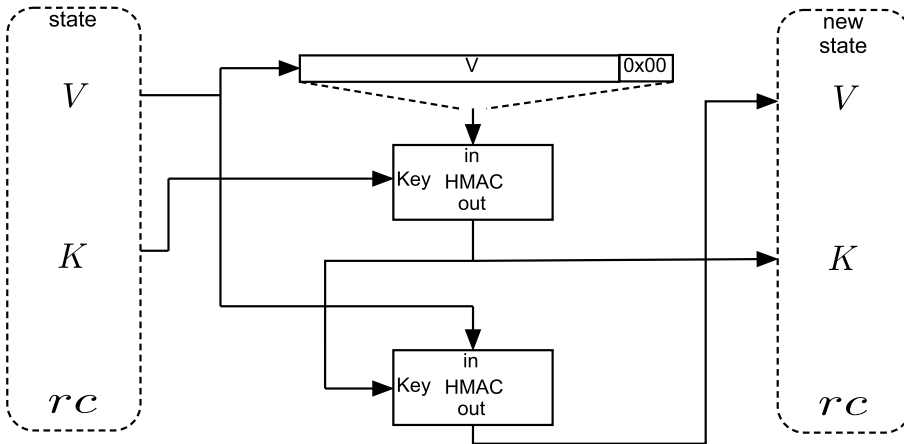 state
V
K
rc
V
0x00
in
Key
HMAC
out
in
Key
HMAC
out
new
state
V
K
rc